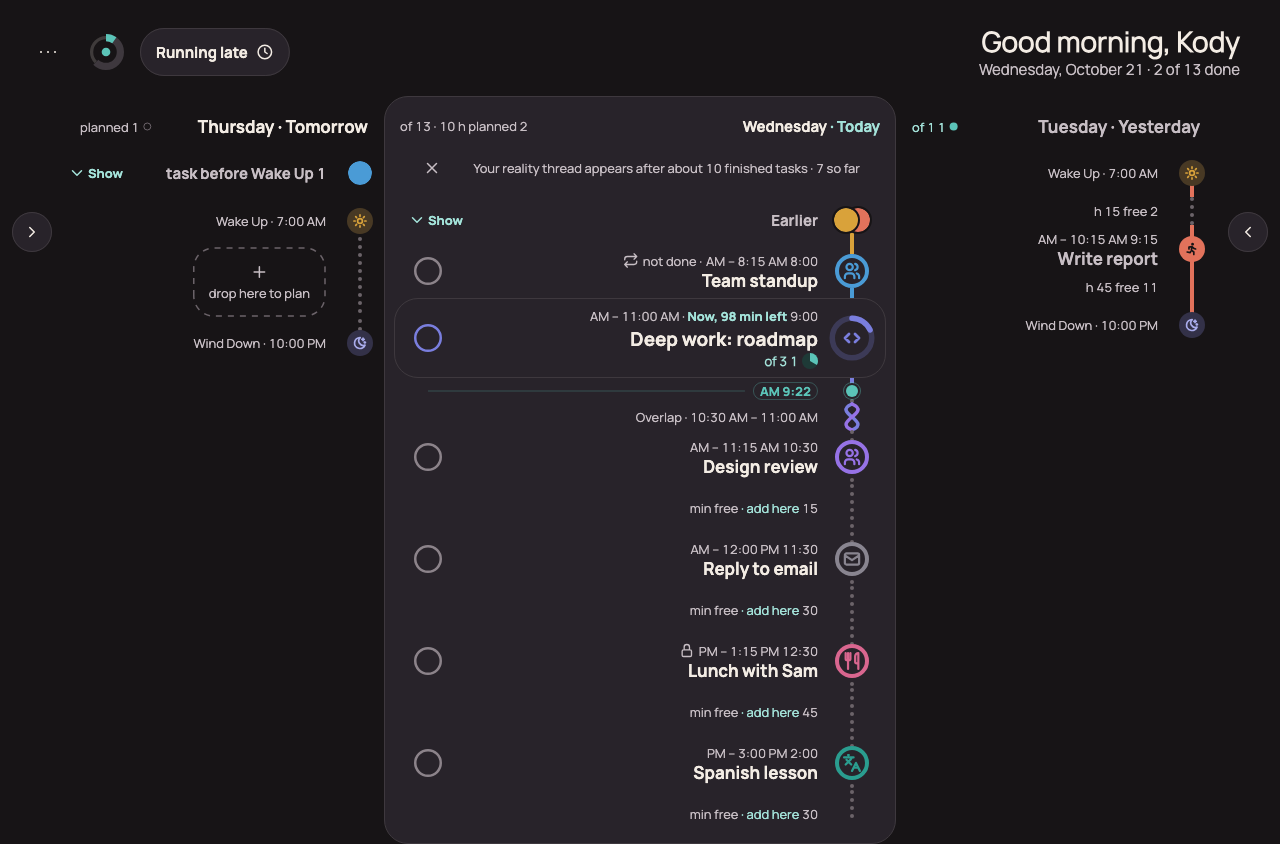 Running late
Good morning, Kody
Wednesday, October 21 · 2 of 13 done
planned 1
Thursday · Tomorrow
Show
task before Wake Up 1
Wake Up · 7:00 AM
+
drop here to plan
Wind Down · 10:00 PM
of 13 · 10 h planned 2
Wednesday · Today
Your reality thread appears after about 10 finished tasks · 7 so far
Show
Earlier
not done · AM – 8:15 AM 8:00
Team standup
AM – 11:00 AM · Now, 98 min left 9:00
Deep work: roadmap
of 3 1
AM 9:22
Overlap · 10:30 AM – 11:00 AM
AM – 11:15 AM 10:30
Design review
min free · add here 15
AM – 12:00 PM 11:30
Reply to email
min free · add here 30
PM – 1:15 PM 12:30
Lunch with Sam
min free · add here 45
PM – 3:00 PM 2:00
Spanish lesson
min free · add here 30
of 1 1
Tuesday · Yesterday
Wake Up · 7:00 AM
h 15 free 2
AM – 10:15 AM 9:15
Write report
h 45 free 11
Wind Down · 10:00 PM